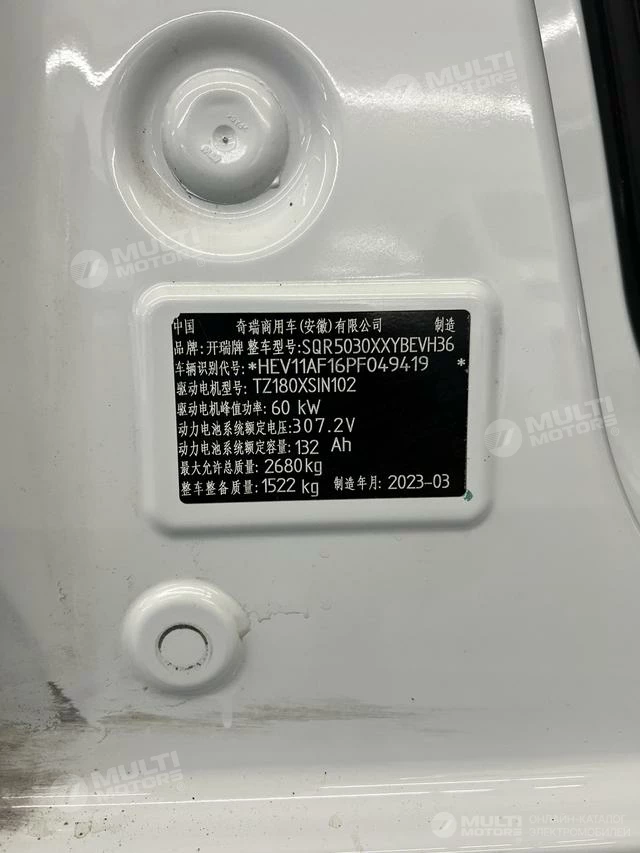 MULTI
MOTORS
MULTI
MOTORS
中国 奇瑞商用车(安徽)有限公司 制造
品牌:开瑞牌 整车型号:SQR5030XXYBEVH36
车辆识别代号:*HEV11AF16PF049419 *
驱动电机型号:TZ180XSIN102
驱动电机峰值功率:60 kW
动力电池系统额定电压:307.2V
动力电池系统额定容量:132 Ah
最大允许总质量:2680kg
整车整备质量:1522 kg 制造年月:2023-03
MULTI
MOTORS
MULTI
MOTORS
MULTI
MOTORS
ОНЛАЙН-КАТАЛОГ
ЭЛЕКТРОМОБИЛЕЙ